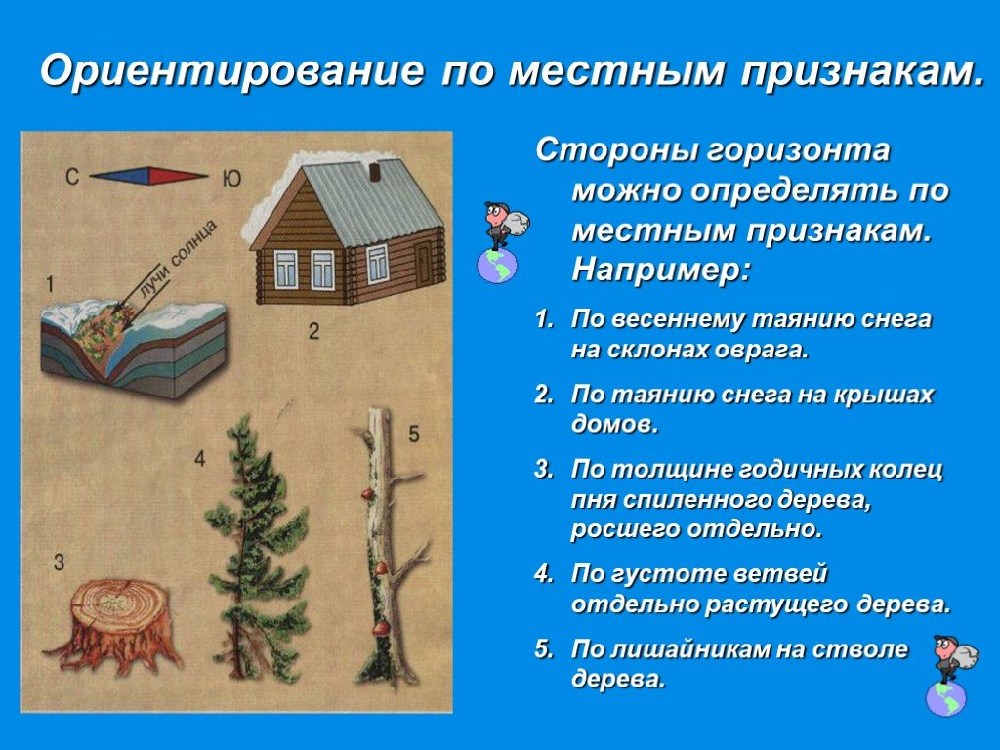 Ориентирование по местным признакам.
С
Ю
лучи солнца
1
2
3
4
5
Стороны горизонта
можно определять по
местным признакам.
Например:
1. По весеннему таянию снега
на склонах оврага.
2. По таянию снега на крышах
домов.
3. По толщине годичных колец
пня спиленного дерева,
росшего отдельно.
4. По густоте ветвей
отдельно растущего дерева.
5. По лишайникам на стволе
дерева.